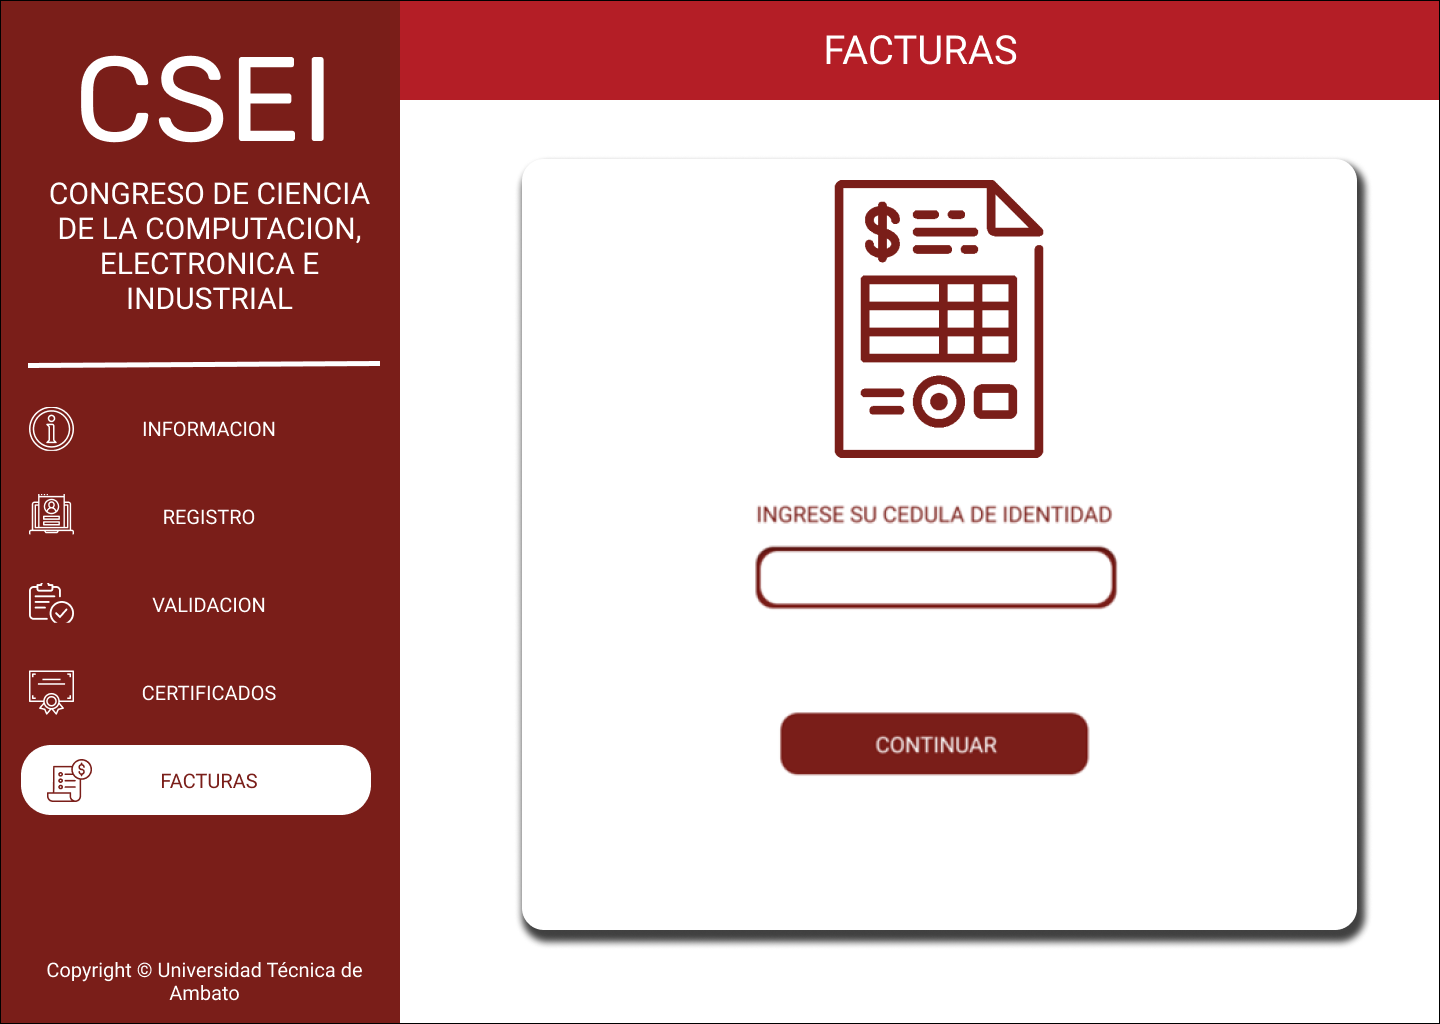 CSEI
CONGRESO DE CIENCIA
DE LA COMPUTACION,
ELECTRONICA E
INDUSTRIAL
INFORMACION
REGISTRO
VALIDACION
CERTIFICADOS
FACTURAS
Copyright © Universidad Técnica de
Ambato
FACTURAS
$
INGRESE SU CEDULA DE IDENTIDAD
CONTINUAR